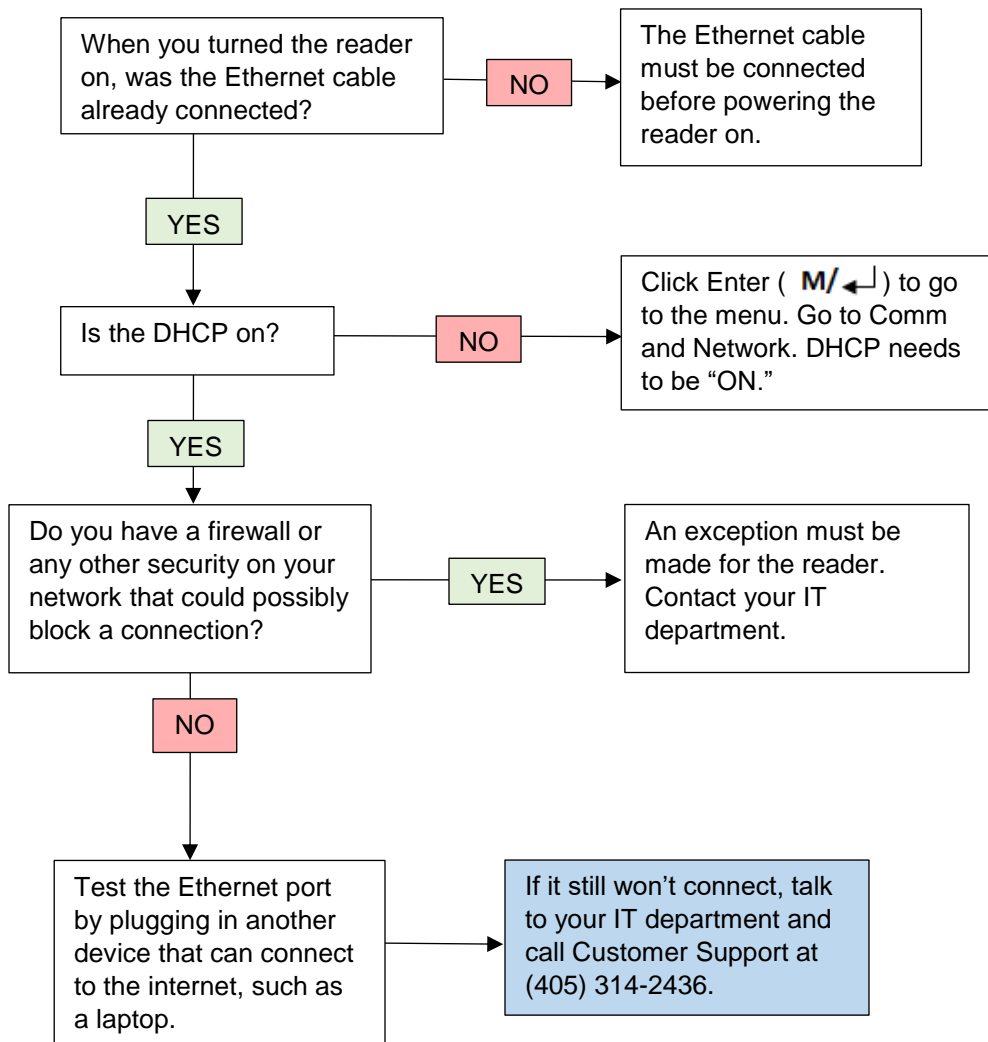 When you turned the reader
on, was the Ethernet cable
already connected?
NO
The Ethernet cable
must be connected
before powering the
reader on.
YES
Is the DHCP on?
NO
Click Enter ( M/↵ ) to go
to the menu. Go to Comm
and Network. DHCP needs
to be “ON.”
YES
Do you have a firewall or
any other security on your
network that could possibly
block a connection?
YES
An exception must be
made for the reader.
Contact your IT
department.
NO
Test the Ethernet port
by plugging in another
device that can connect
to the internet, such as
a laptop.
If it still won’t connect, talk
to your IT department and
call Customer Support at
(405) 314-2436.